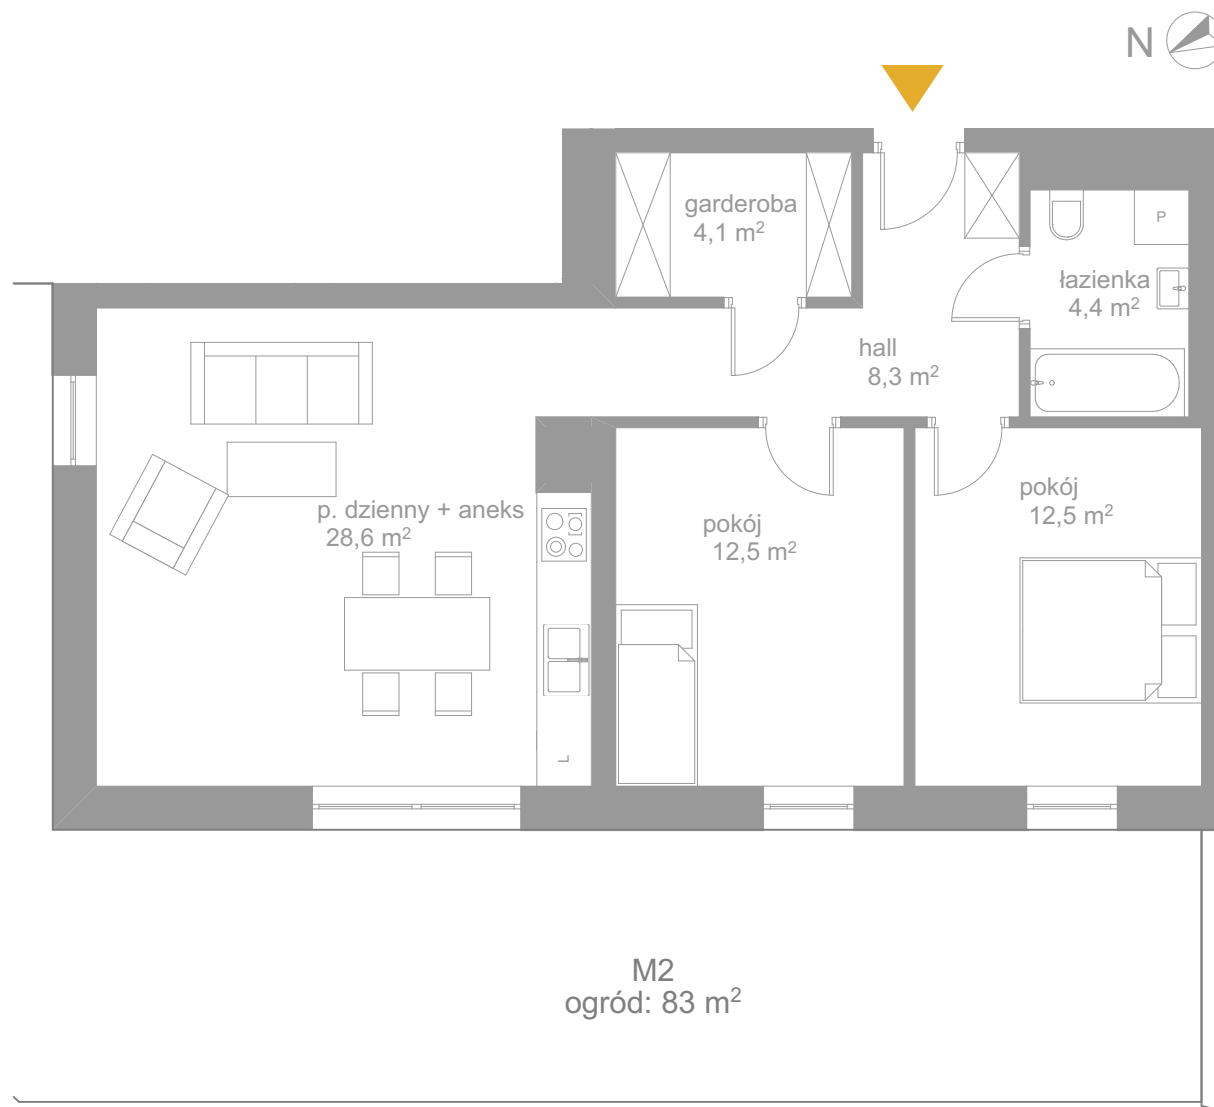 N
garderoba
4,1 m²
P
łazienka
4,4 m²
hall
8,3 m²
p. dzienny + aneks
28,6 m²
pokój
12,5 m²
pokój
12,5 m²
L
M2
ogród: 83 m²